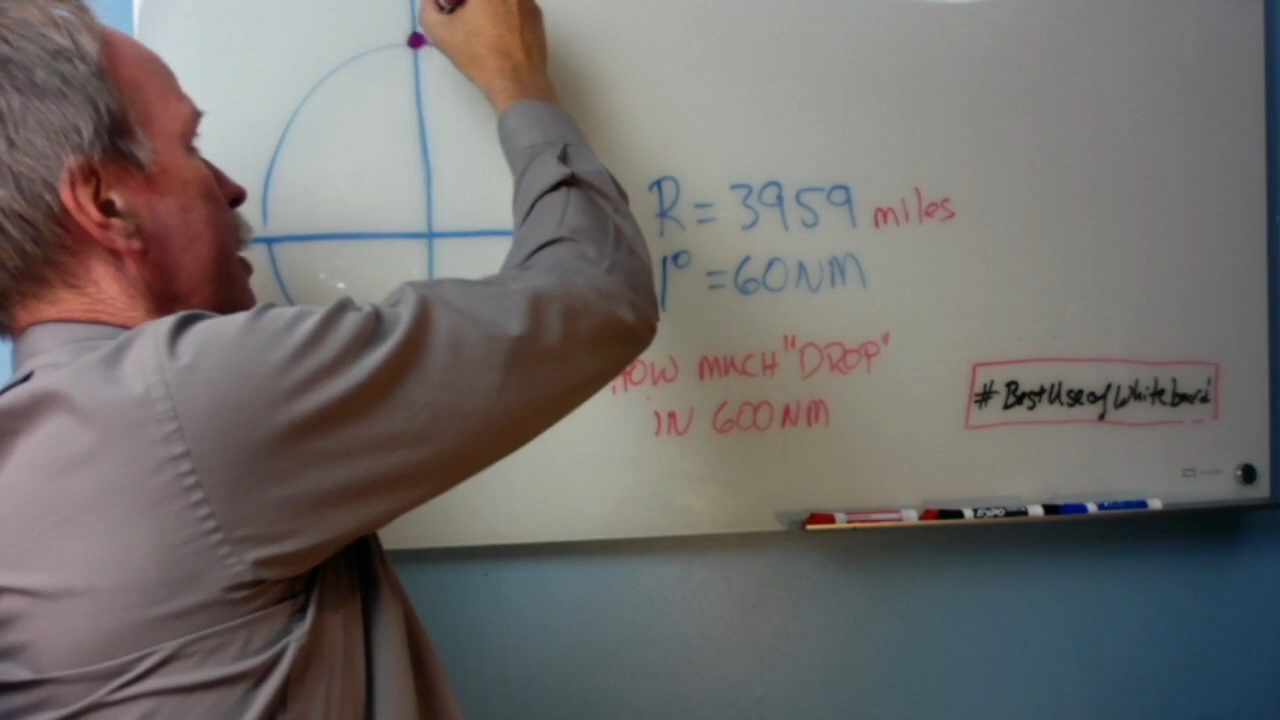 R = 3959 miles
1° = 60NM
HOW MUCH "DROP"
IN 600NM
#BestUseofWhiteboard
EXPO